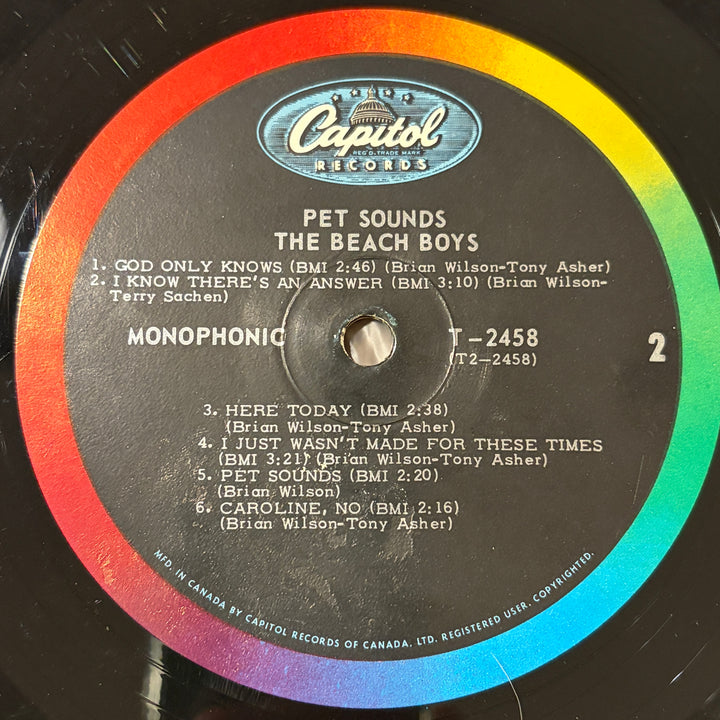 Capitol
REG'D. TRADE MARK
RECORDS
PET SOUNDS
THE BEACH BOYS
1. GOD ONLY KNOWS (BMI 2:46) (Brian Wilson-Tony Asher)
2. I KNOW THERE'S AN ANSWER (BMI 3:10) (Brian Wilson-
Terry Sachen)
MONOPHONIC T-2458 2
(T2-2458)
3. HERE TODAY (BMI 2:38)
(Brian Wilson-Tony Asher)
4. I JUST WASN'T MADE FOR THESE TIMES
(BMI 3:21) (Brian Wilson-Tony Asher)
5. PET SOUNDS (BMI 2:20)
(Brian Wilson)
6. CAROLINE, NO (BMI 2:16)
(Brian Wilson-Tony Asher)
MFD. IN CANADA BY CAPITOL RECORDS OF CANADA. LTD. REGISTERED USER. COPYRIGHTED.